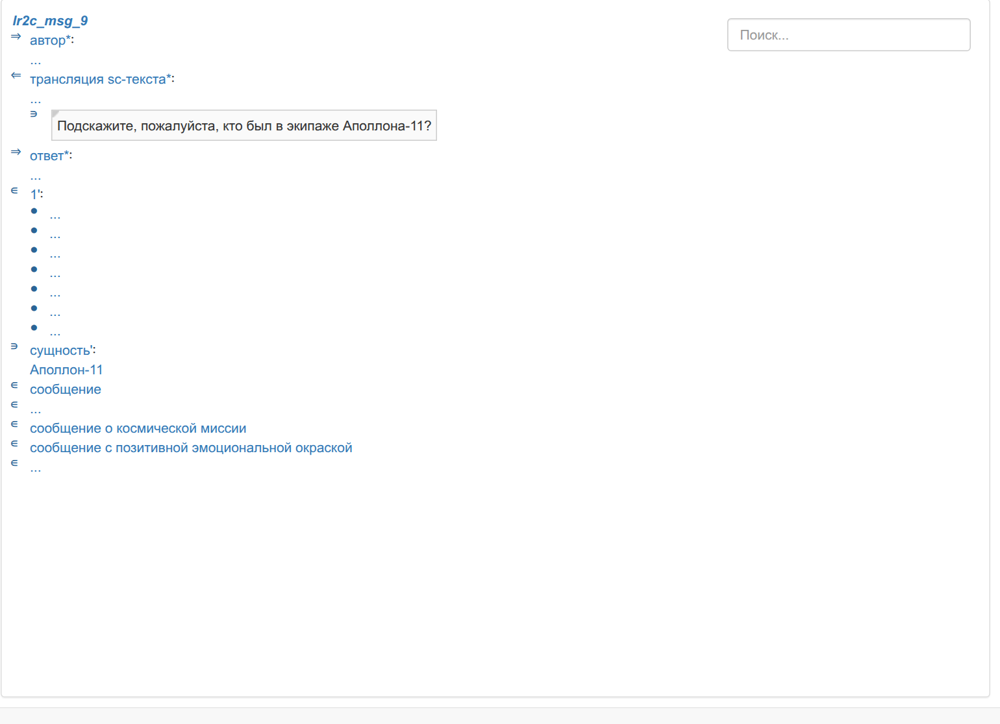 lr2c_msg_9
Поиск...
⇒ автор*:
...
⇐ трансляция sc-текста*:
...
∍ Подскажите, пожалуйста, кто был в экипаже Аполлона-11?
⇒ ответ*:
...
∊ 1':
● ...
● ...
● ...
● ...
● ...
● ...
● ...
∍ сущность':
Аполлон-11
∊ сообщение
∊ ...
∊ сообщение о космической миссии
∊ сообщение с позитивной эмоциональной окраской
∊ ...